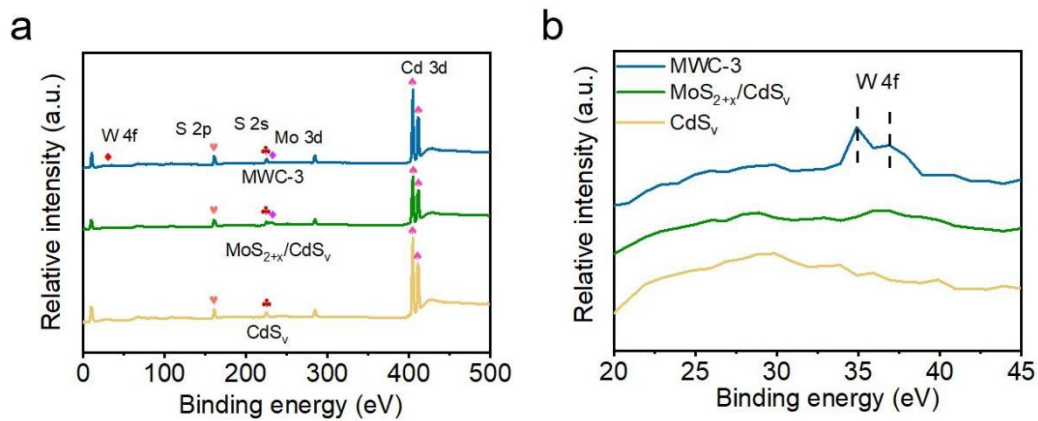 a
Relative intensity (a.u.)
W 4f
S 2p
S 2s
Mo 3d
Cd 3d
MWC-3
MoS₂₊ₓ/CdSᵥ
CdSᵥ
0 100 200 300 400 500
Binding energy (eV)
b
Relative intensity (a.u.)
MWC-3
MoS₂₊ₓ/CdSᵥ
CdSᵥ
W 4f
20 25 30 35 40 45
Binding energy (eV)